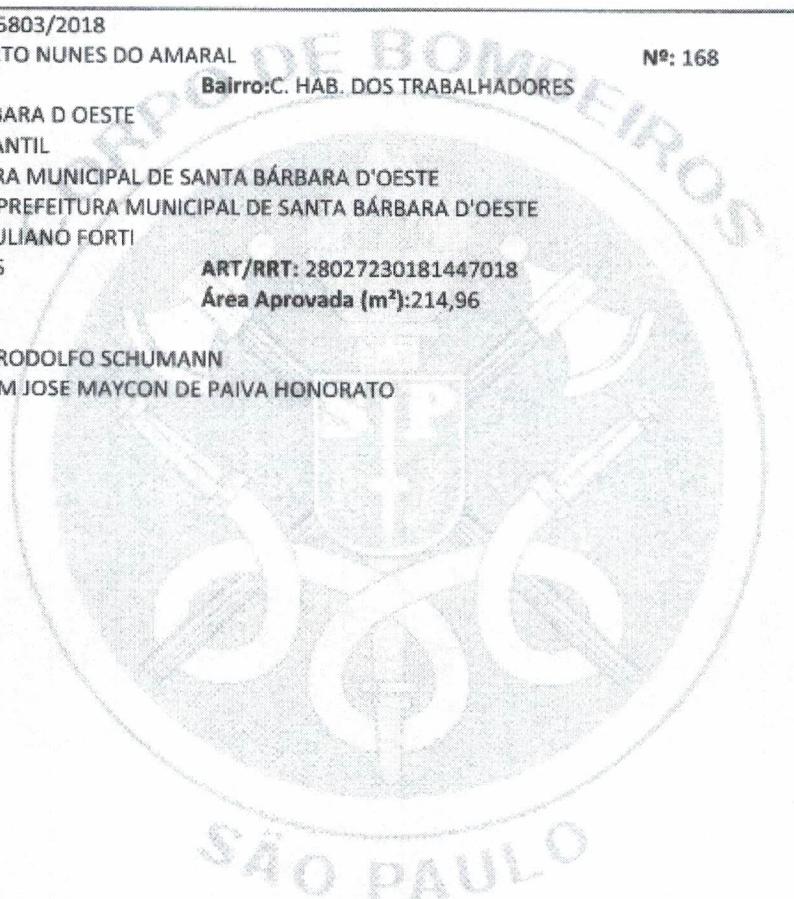 5803/2018
TO NUNES DO AMARAL Nº: 168
Bairro:C. HAB. DOS TRABALHADORES
BARA D OESTE
ANTIL
RA MUNICIPAL DE SANTA BÁRBARA D'OESTE
PREFEITURA MUNICIPAL DE SANTA BÁRBARA D'OESTE
ULIANO FORTI
ART/RRT: 28027230181447018
Área Aprovada (m²):214,96
RODOLFO SCHUMANN
M JOSE MAYCON DE PAIVA HONORATO
CORPO DE BOMBEIROS
SP
SÃO PAULO